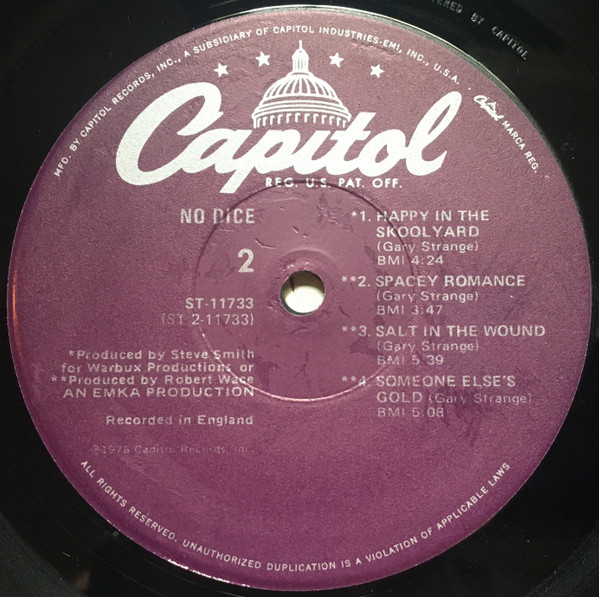 MFD. BY CAPITOL RECORDS, INC., A SUBSIDIARY OF CAPITOL INDUSTRIES-EMI, INC., U.S.A.
Capitol MARCA REG.
BY CAPITOL
Capitol
REG. U.S. PAT. OFF.
NO DICE
2
ST-11733
(ST 2-11733)
*Produced by Steve Smith
for Warbux Productions or
**Produced by Robert Wace
AN EMKA PRODUCTION
Recorded in England
*1. HAPPY IN THE
SKOOLYARD
(Gary Strange)
BMI 4:24
**2. SPACEY ROMANCE
(Gary Strange)
BMI 3:47
**3. SALT IN THE WOUND
(Gary Strange)
BMI 5:39
**4. SOMEONE ELSE'S
GOLD (Gary Strange)
BMI 5:08
Ⓟ1978 Capitol Records, Inc.
ALL RIGHTS RESERVED. UNAUTHORIZED DUPLICATION IS A VIOLATION OF APPLICABLE LAWS